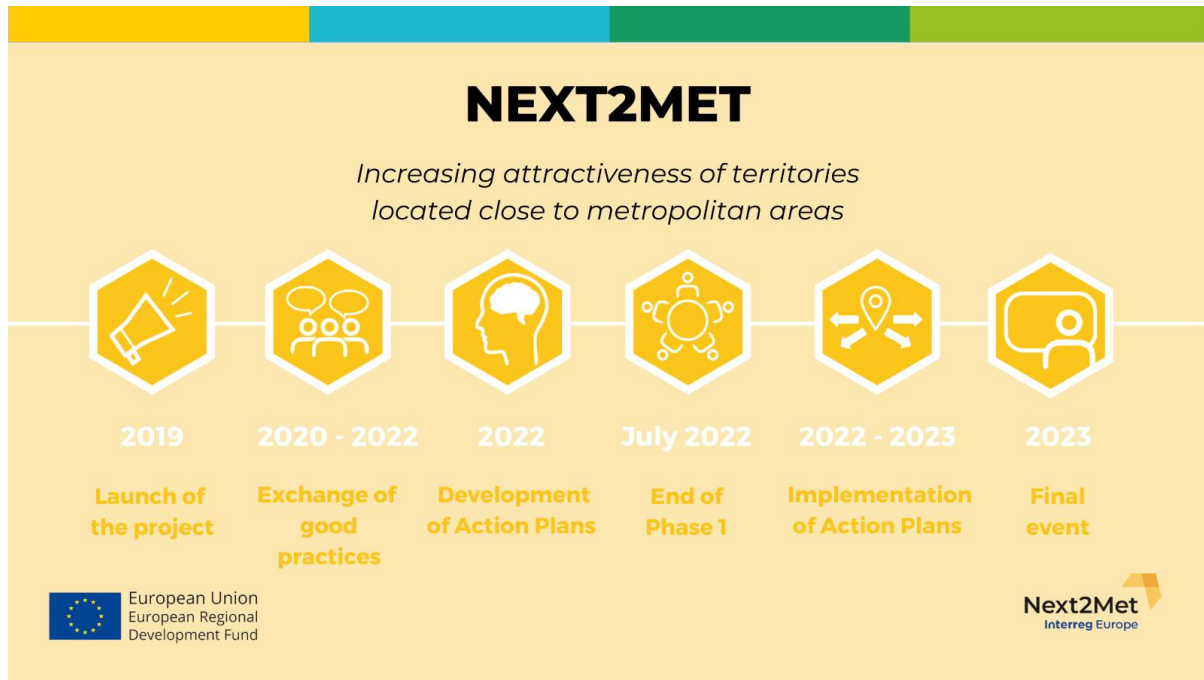 NEXT2MET
Increasing attractiveness of territories
located close to metropolitan areas
2019
2020 - 2022
2022
July 2022
2022 - 2023
2023
Launch of
the project
Exchange of
good
practices
Development
of Action Plans
End of
Phase 1
Implementation
of Action Plans
Final
event
European Union
European Regional
Development Fund
Next2Met
Interreg Europe